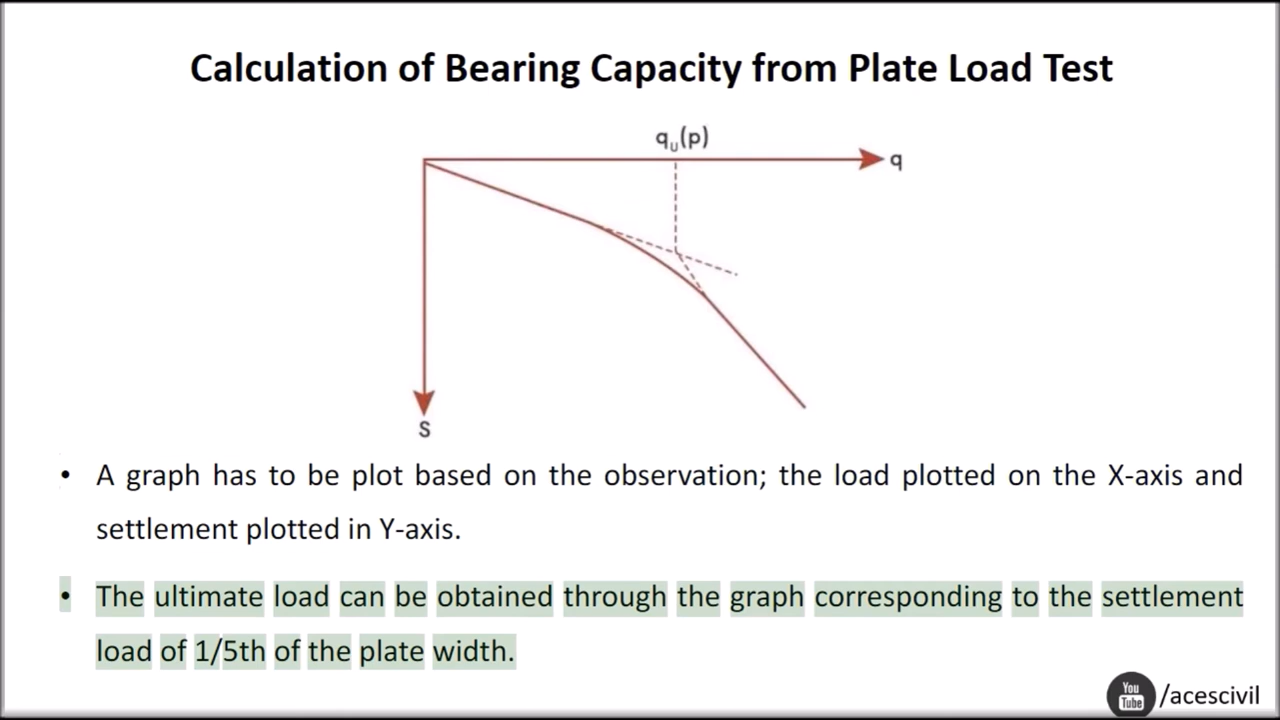 Calculation of Bearing Capacity from Plate Load Test
qᵤ(p)
q
S
• A graph has to be plot based on the observation; the load plotted on the X-axis and
settlement plotted in Y-axis.
• The ultimate load can be obtained through the graph corresponding to the settlement
load of 1/5th of the plate width.
You
Tube
/acescivil